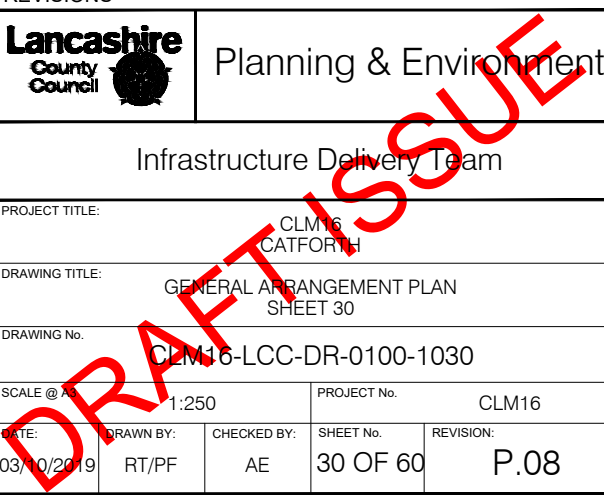 REVISIONS
Lancashire
County
Council
Planning & Environment
Infrastructure Delivery Team
PROJECT TITLE:
CLM16
CATFORTH
DRAWING TITLE:
GENERAL ARRANGEMENT PLAN
SHEET 30
DRAWING No.
CLM16-LCC-DR-0100-1030
SCALE @ A3
1:250
PROJECT No.
CLM16
DATE:
03/10/2019
DRAWN BY:
RT/PF
CHECKED BY:
AE
SHEET No.
30 OF 60
REVISION:
P.08
DRAFT ISSUE